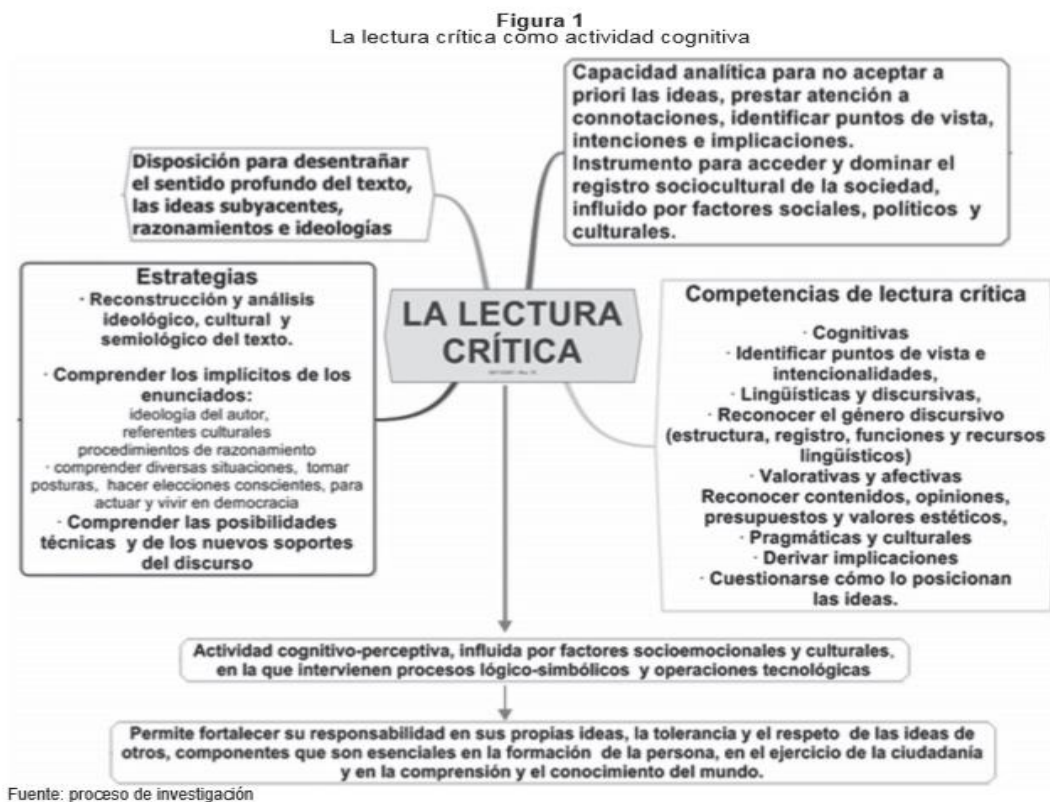 Figura 1
La lectura crítica como actividad cognitiva
Capacidad analítica para no aceptar a
priori las ideas, prestar atención a
connotaciones, identificar puntos de vista,
intenciones e implicaciones.
Instrumento para acceder y dominar el
registro sociocultural de la sociedad,
influido por factores sociales, políticos y
culturales.
Disposición para desentrañar
el sentido profundo del texto,
las ideas subyacentes,
razonamientos e ideologías
Estrategias
· Reconstrucción y análisis
ideológico, cultural y
semiológico del texto.
· Comprender los implícitos de los
enunciados:
ideología del autor,
referentes culturales
procedimientos de razonamiento
· comprender diversas situaciones, tomar
posturas, hacer elecciones conscientes, para
actuar y vivir en democracia
· Comprender las posibilidades
técnicas y de los nuevos soportes
del discurso
LA LECTURA
CRÍTICA
Competencias de lectura crítica
· Cognitivas
· Identificar puntos de vista e
intencionalidades,
· Lingüísticas y discursivas,
· Reconocer el género discursivo
(estructura, registro, funciones y recursos
lingüísticos)
· Valorativas y afectivas
Reconocer contenidos, opiniones,
presupuestos y valores estéticos,
· Pragmáticas y culturales
· Derivar implicaciones
· Cuestionarse cómo lo posicionan
las ideas.
Actividad cognitivo-perceptiva, influida por factores socioemocionales y culturales,
en la que intervienen procesos lógico-simbólicos y operaciones tecnológicas
Permite fortalecer su responsabilidad en sus propias ideas, la tolerancia y el respeto de las ideas de
otros, componentes que son esenciales en la formación de la persona, en el ejercicio de la ciudadanía
y en la comprensión y el conocimiento del mundo.
Fuente: proceso de investigación